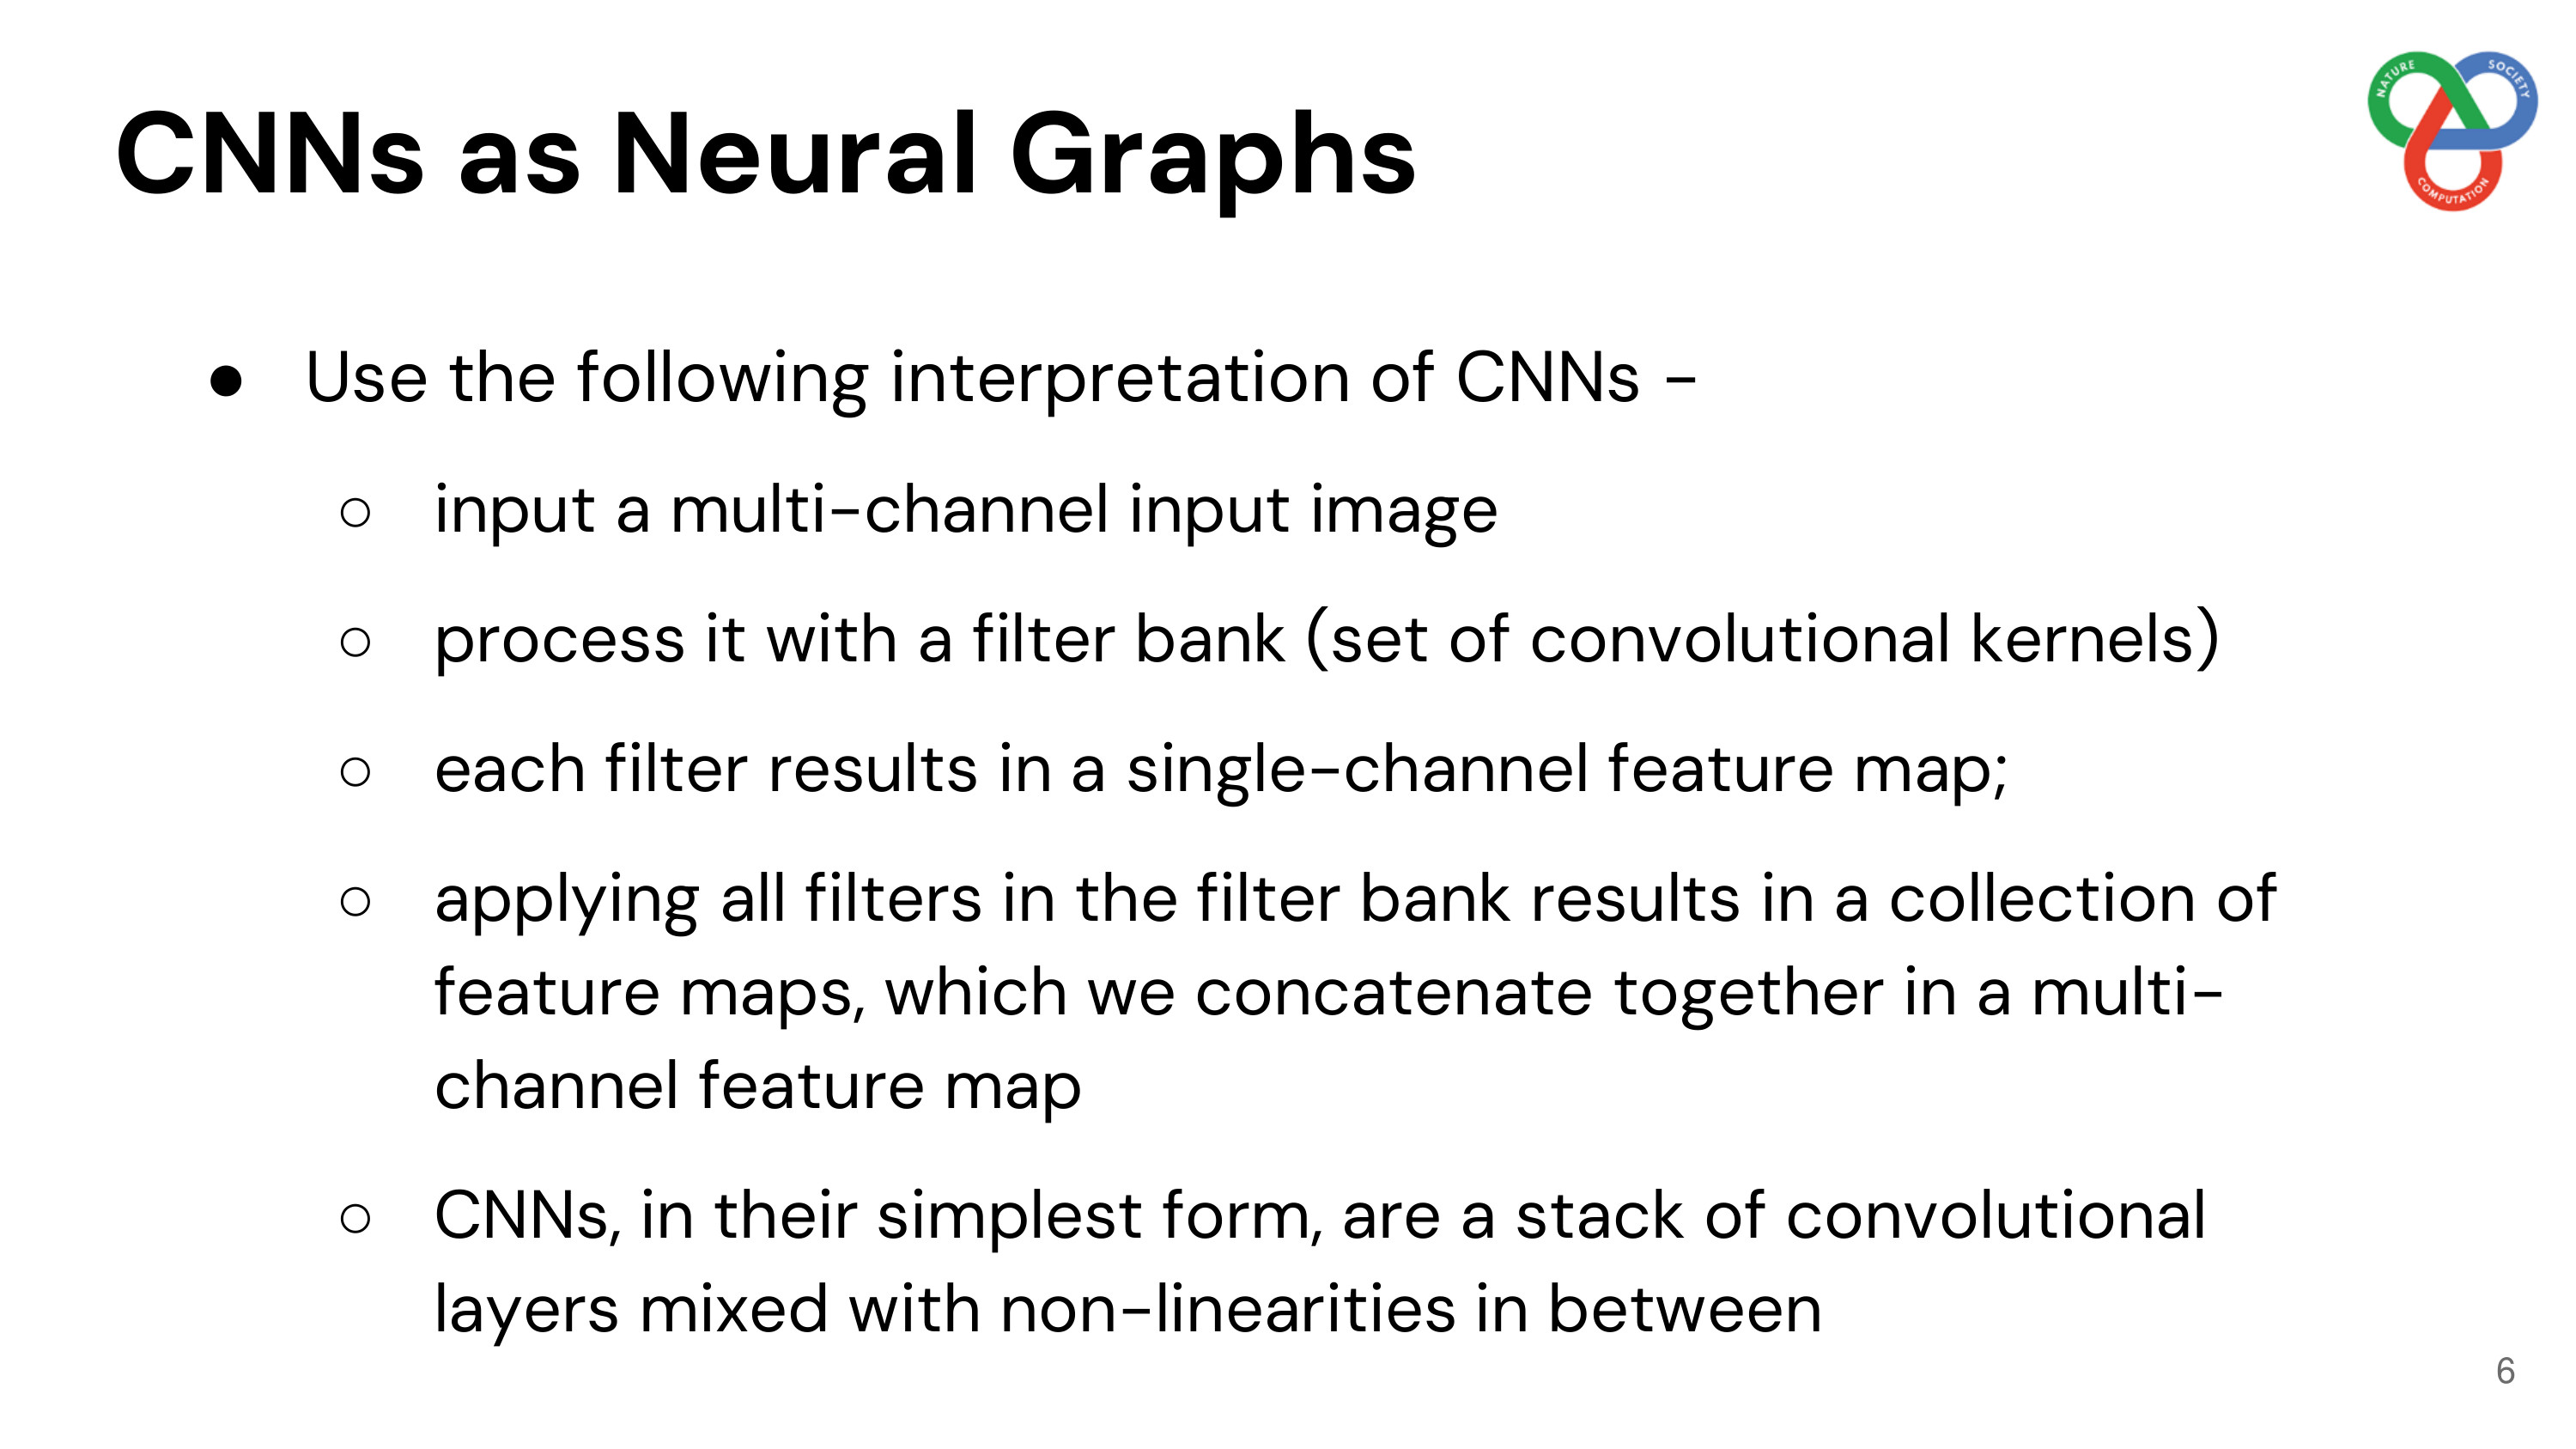 CNNs as Neural Graphs
NATURE
SOCIETY
COMPUTATION
● Use the following interpretation of CNNs -
○ input a multi-channel input image
○ process it with a filter bank (set of convolutional kernels)
○ each filter results in a single-channel feature map;
○ applying all filters in the filter bank results in a collection of
feature maps, which we concatenate together in a multi-
channel feature map
○ CNNs, in their simplest form, are a stack of convolutional
layers mixed with non-linearities in between
6